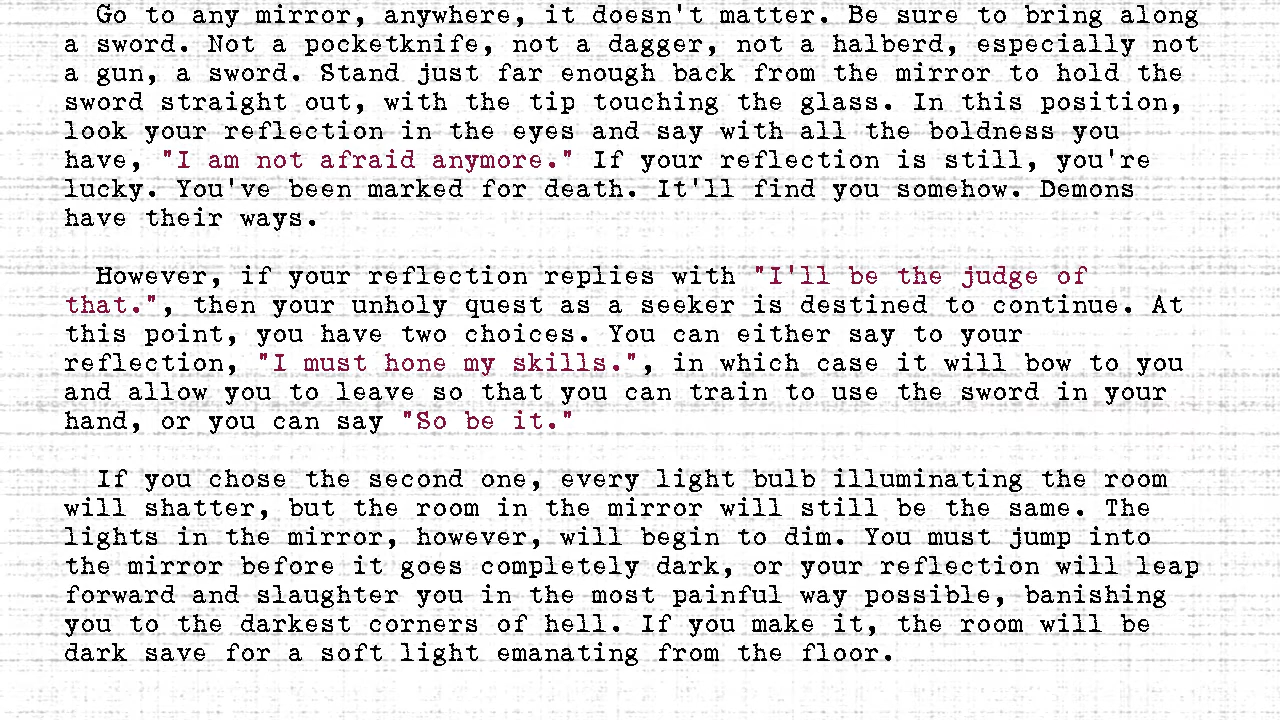 Go to any mirror, anywhere, it doesn't matter. Be sure to bring along
a sword. Not a pocketknife, not a dagger, not a halberd, especially not
a gun, a sword. Stand just far enough back from the mirror to hold the
sword straight out, with the tip touching the glass. In this position,
look your reflection in the eyes and say with all the boldness you
have, "I am not afraid anymore." If your reflection is still, you're
lucky. You've been marked for death. It'll find you somehow. Demons
have their ways.
However, if your reflection replies with "I'll be the judge of
that.", then your unholy quest as a seeker is destined to continue. At
this point, you have two choices. You can either say to your
reflection, "I must hone my skills.", in which case it will bow to you
and allow you to leave so that you can train to use the sword in your
hand, or you can say "So be it."
If you chose the second one, every light bulb illuminating the room
will shatter, but the room in the mirror will still be the same. The
lights in the mirror, however, will begin to dim. You must jump into
the mirror before it goes completely dark, or your reflection will leap
forward and slaughter you in the most painful way possible, banishing
you to the darkest corners of hell. If you make it, the room will be
dark save for a soft light emanating from the floor.